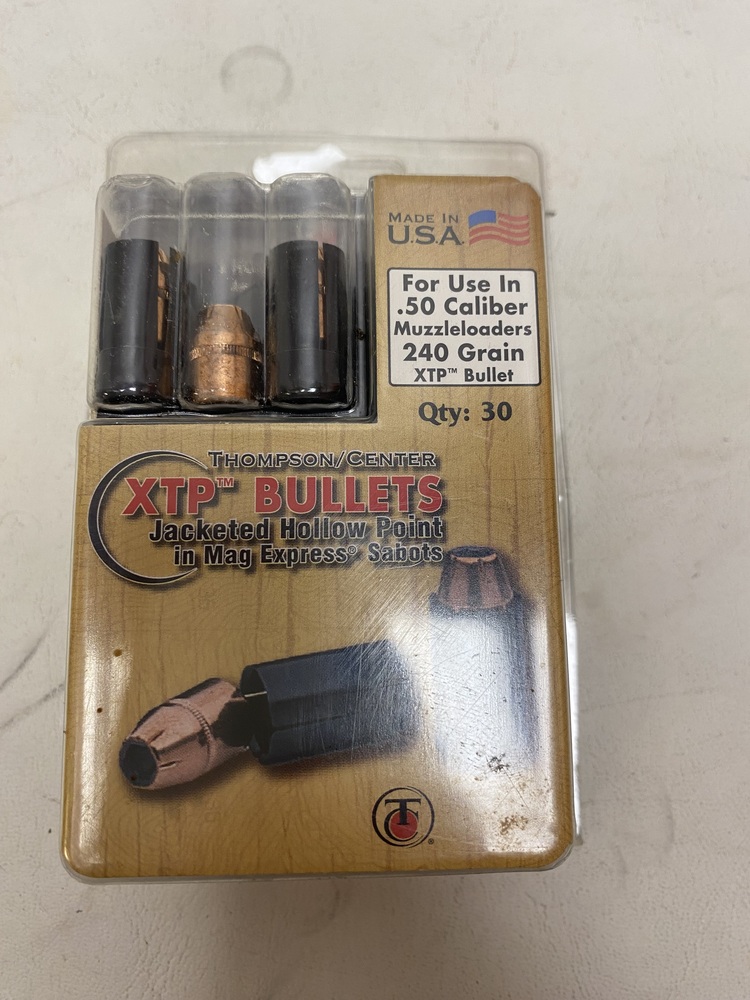 MADE IN
U.S.A.
For Use In
.50 Caliber
Muzzleloaders
240 Grain
XTP™ Bullet
Qty: 30
THOMPSON/CENTER
XTP™ BULLETS
Jacketed Hollow Point
in Mag Express® Sabots
TC®